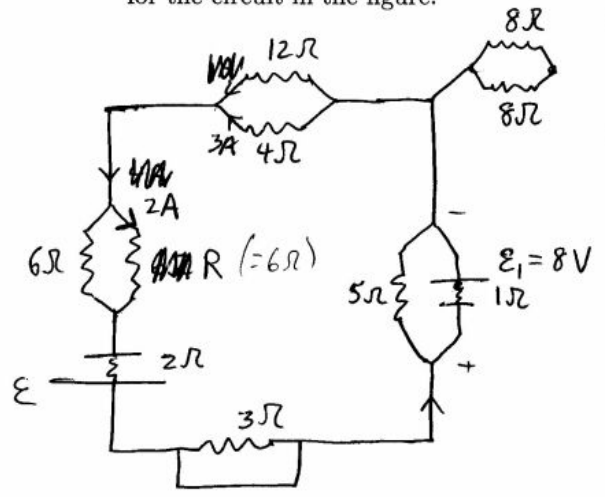 for the circuit in the figure.
8Ω
12Ω
8Ω
3A 4Ω
2A
6Ω R (=6Ω)
−
ε₁ = 8V
5Ω 1Ω
+
2Ω
ε
3Ω